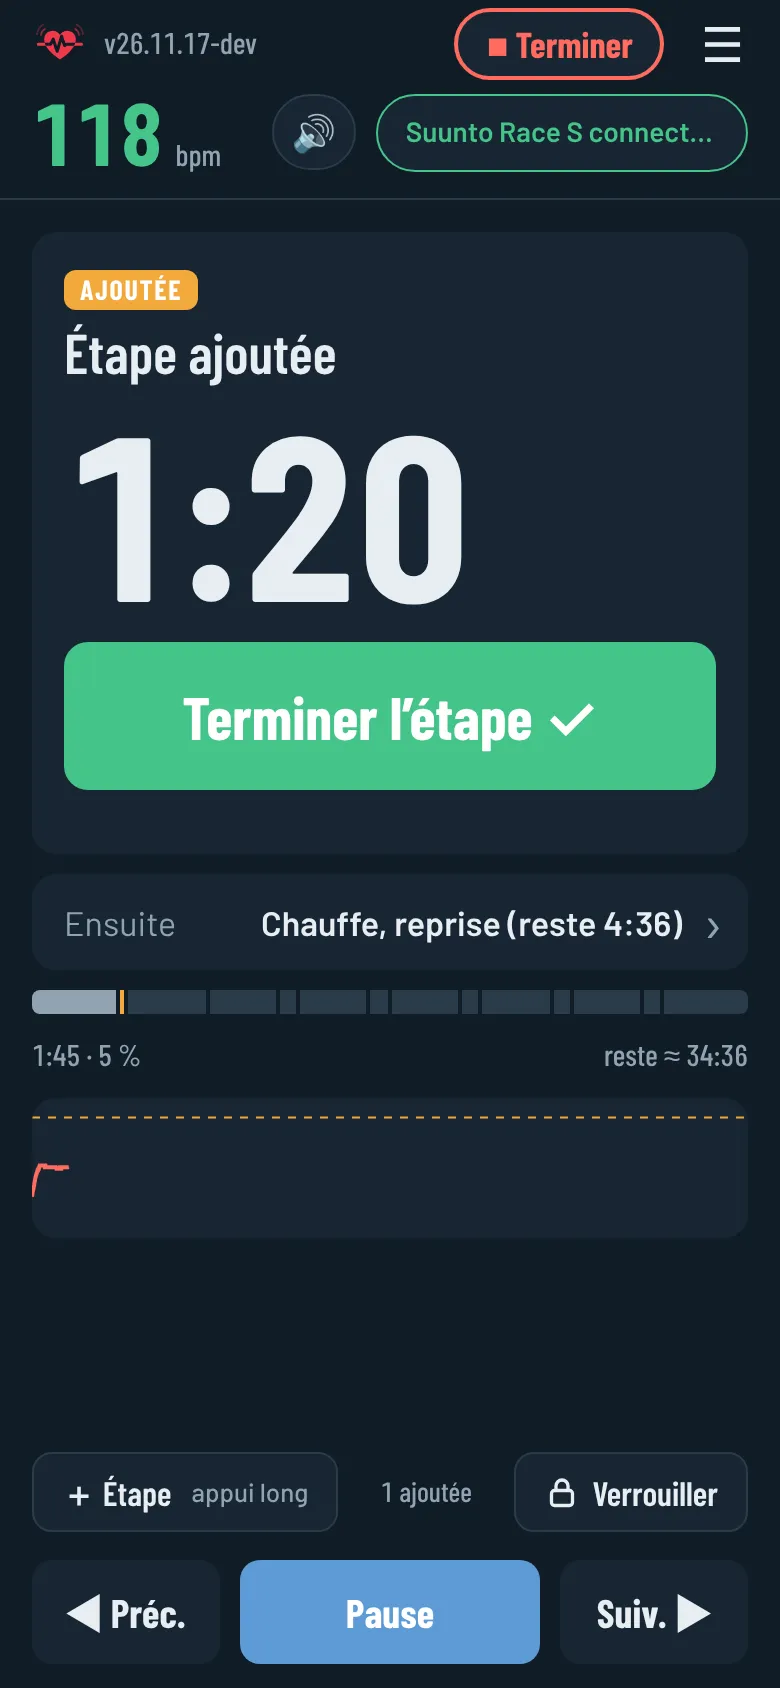 v26.11.17-dev
■ Terminer
118 bpm
Suunto Race S connect...
AJOUTÉE
Étape ajoutée
1:20
Terminer l’étape ✓
Ensuite
Chauffe, reprise (reste 4:36) ›
1:45 · 5 %
reste ≈ 34:36
+ Étape appui long
1 ajoutée
Verrouiller
◀ Préc.
Pause
Suiv. ▶